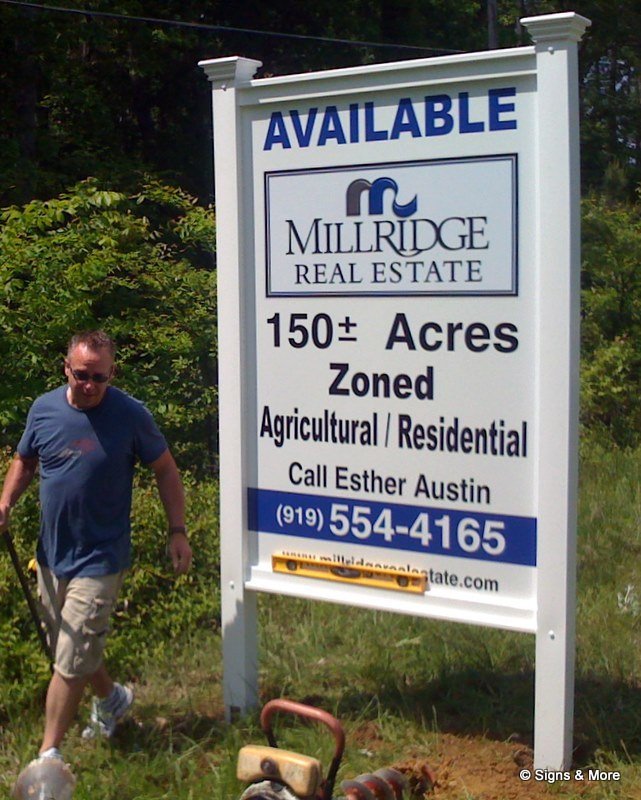 AVAILABLE
MILLRIDGE
REAL ESTATE
150± Acres
Zoned
Agricultural / Residential
Call Esther Austin
(919) 554-4165
www.millridgerealestate.com
© Signs & More